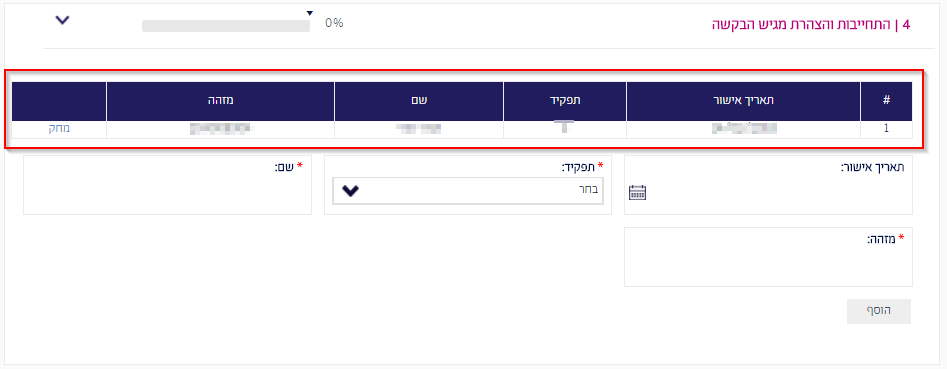 4 | התחייבות והצהרת מגיש הבקשה
0%
# תאריך אישור תפקיד שם מזהה
1 מחק
תאריך אישור: * תפקיד: * שם:
בחר
* מזהה:
הוסף